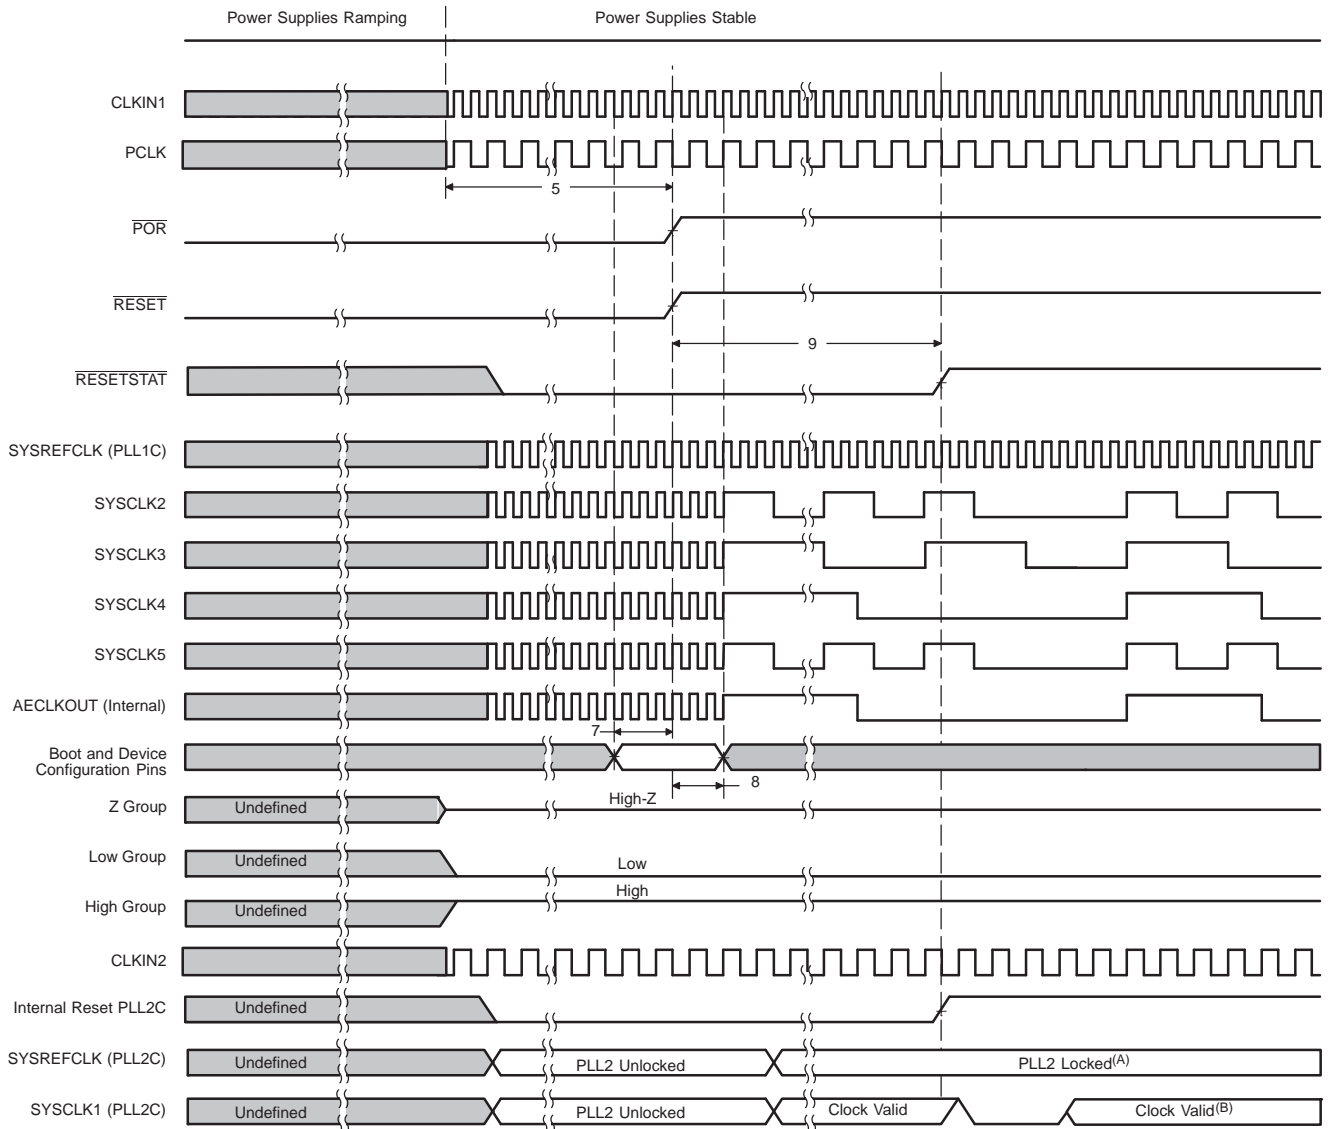 Power Supplies Ramping
Power Supplies Stable
CLKIN1
PCLK
5
POR
RESET
9
RESETSTAT
SYSREFCLK (PLL1C)
SYSCLK2
SYSCLK3
SYSCLK4
SYSCLK5
AECLKOUT (Internal)
7
Boot and Device
Configuration Pins
8
Z Group
Undefined
High-Z
Low Group
Undefined
Low
High Group
Undefined
High
CLKIN2
Internal Reset PLL2C
Undefined
SYSREFCLK (PLL2C)
Undefined
PLL2 Unlocked
PLL2 Locked(A)
SYSCLK1 (PLL2C)
Undefined
PLL2 Unlocked
Clock Valid
Clock Valid(B)